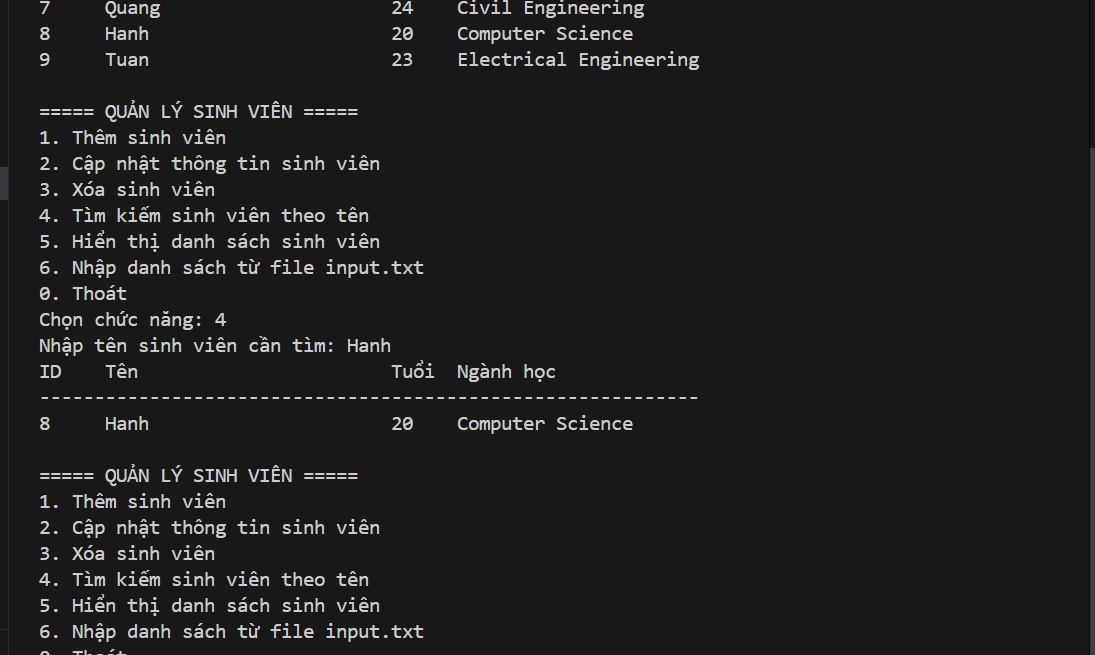 7     Quang                     24    Civil Engineering
8     Hanh                      20    Computer Science
9     Tuan                      23    Electrical Engineering
===== QUẢN LÝ SINH VIÊN =====
1. Thêm sinh viên
2. Cập nhật thông tin sinh viên
3. Xóa sinh viên
4. Tìm kiếm sinh viên theo tên
5. Hiển thị danh sách sinh viên
6. Nhập danh sách từ file input.txt
0. Thoát
Chọn chức năng: 4
Nhập tên sinh viên cần tìm: Hanh
ID    Tên                       Tuổi  Ngành học
------------------------------------------------------------
8     Hanh                      20    Computer Science
===== QUẢN LÝ SINH VIÊN =====
1. Thêm sinh viên
2. Cập nhật thông tin sinh viên
3. Xóa sinh viên
4. Tìm kiếm sinh viên theo tên
5. Hiển thị danh sách sinh viên
6. Nhập danh sách từ file input.txt
0. Thoát